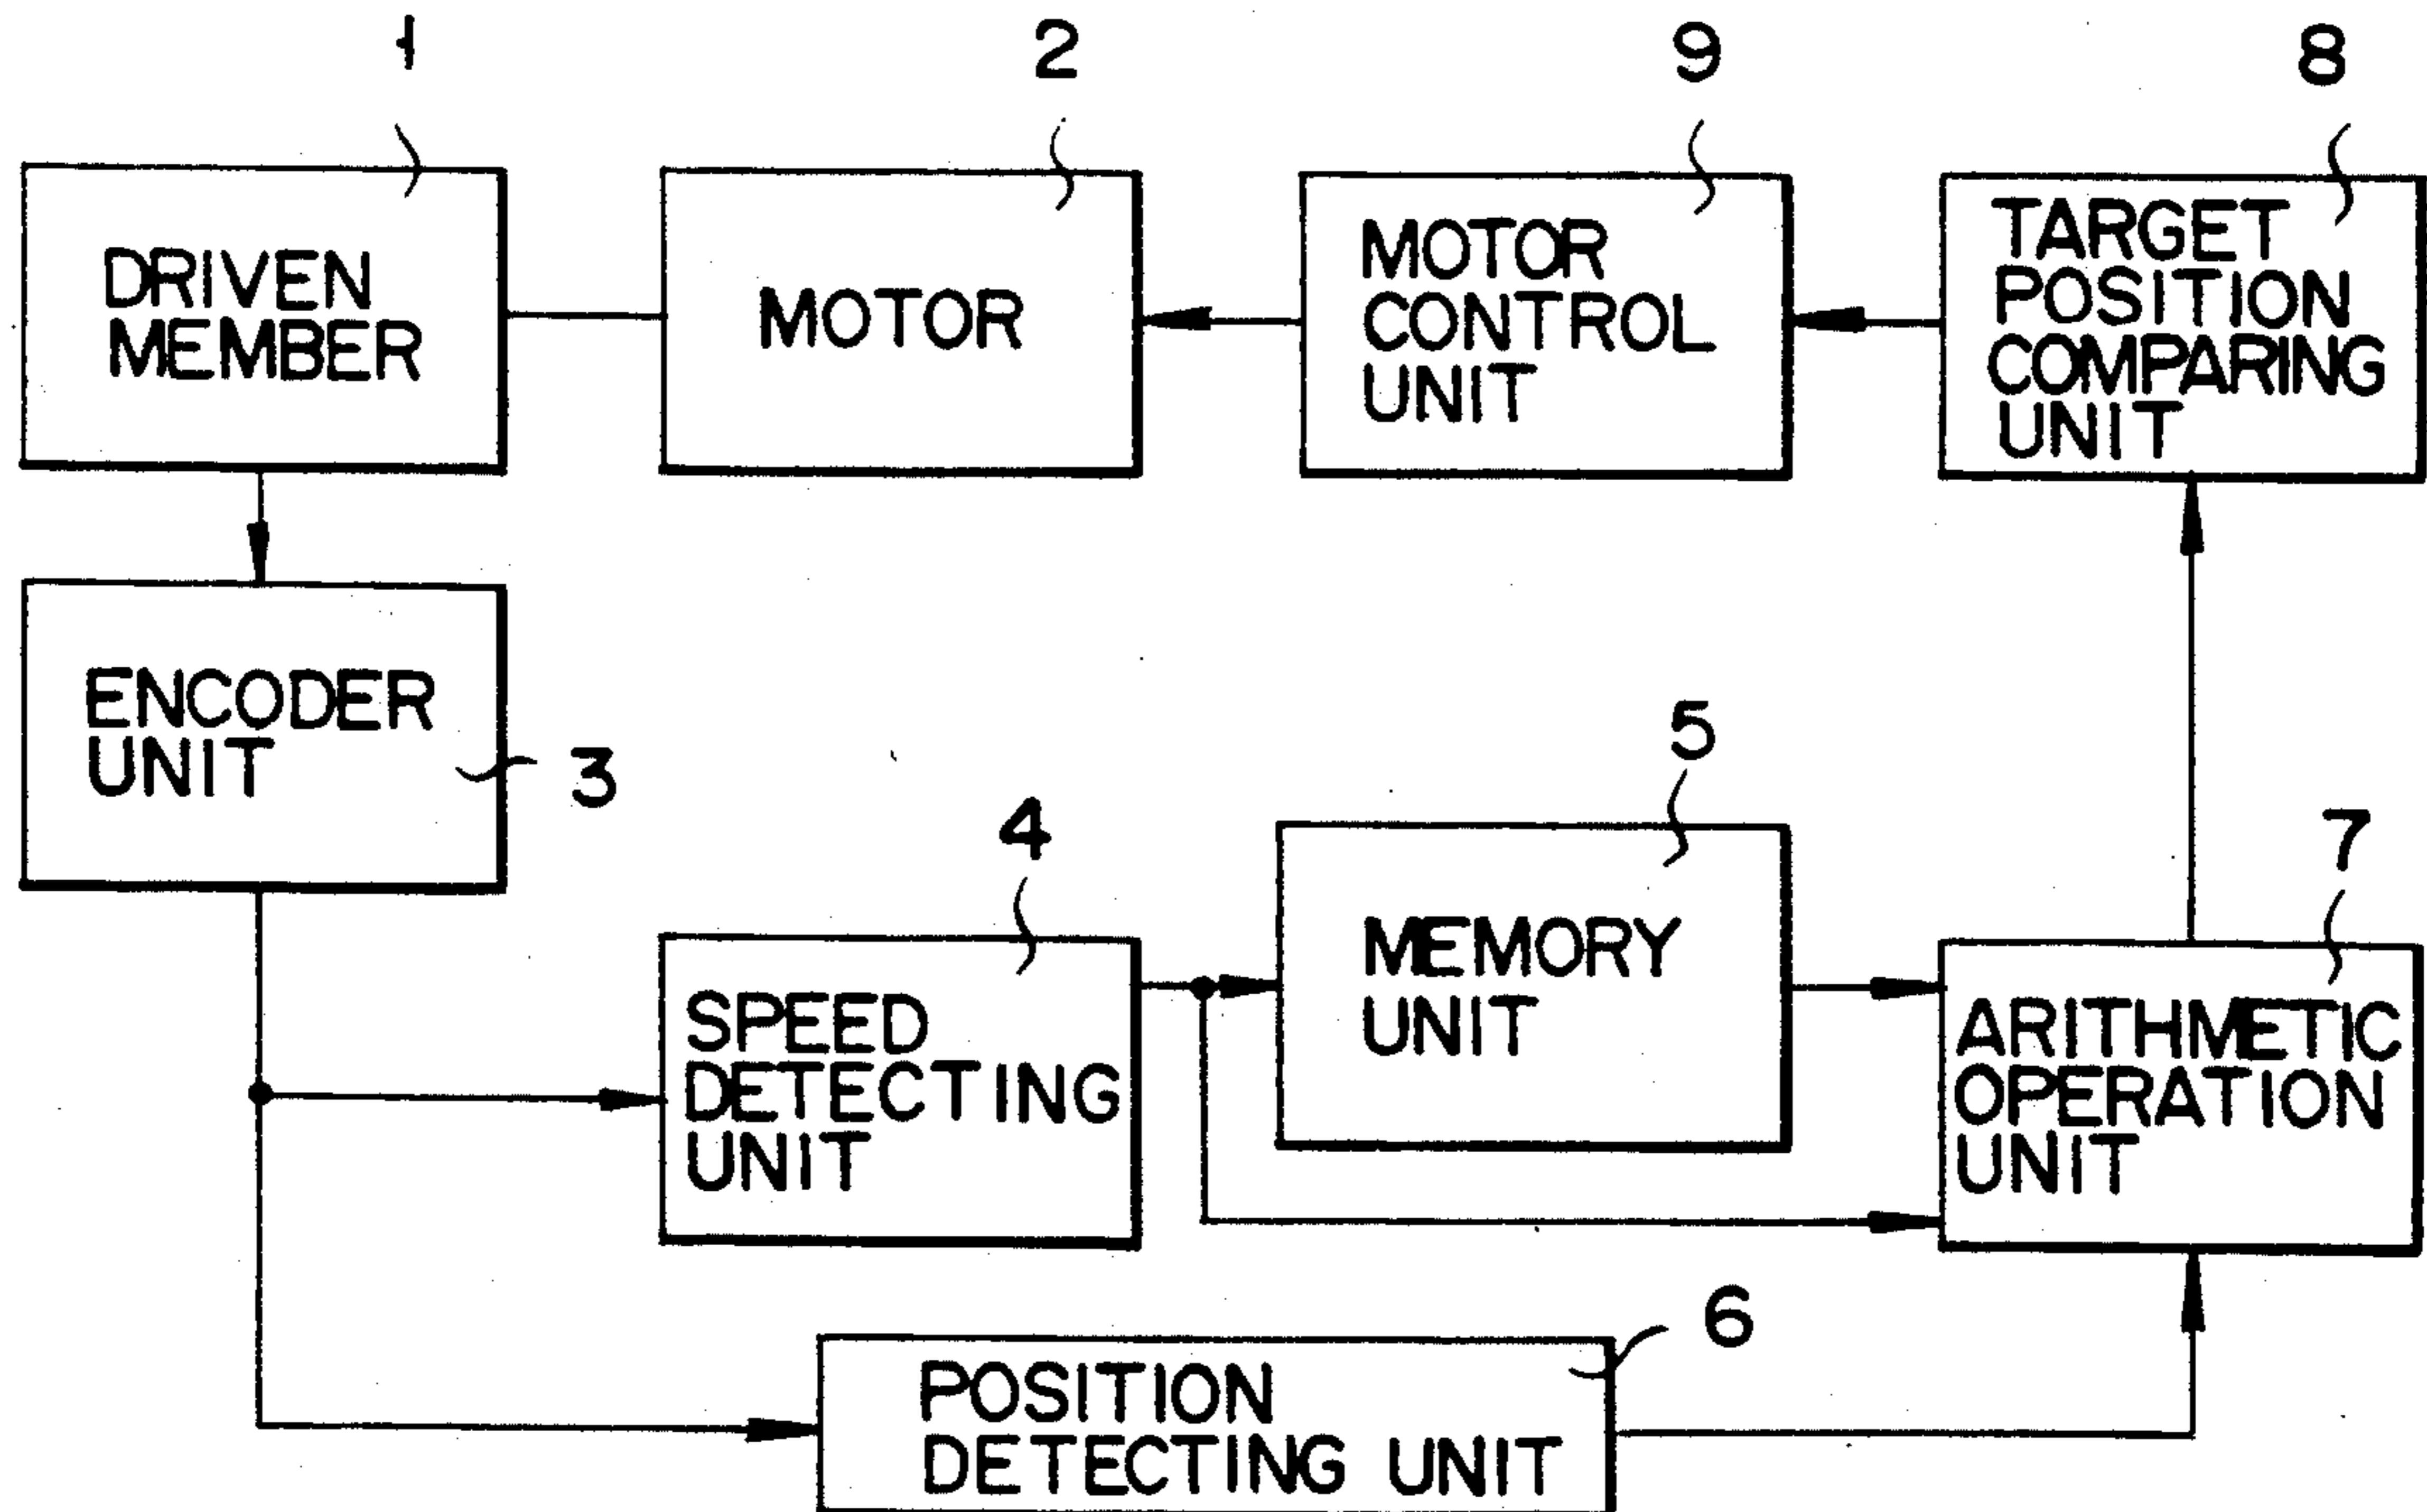 1
2
9
8
DRIVEN
MEMBER
MOTOR
MOTOR
CONTROL
UNIT
TARGET
POSITION
COMPARING
UNIT
ENCODER
UNIT
3
4
5
7
SPEED
DETECTING
UNIT
MEMORY
UNIT
ARITHMETIC
OPERATION
UNIT
6
POSITION
DETECTING UNIT